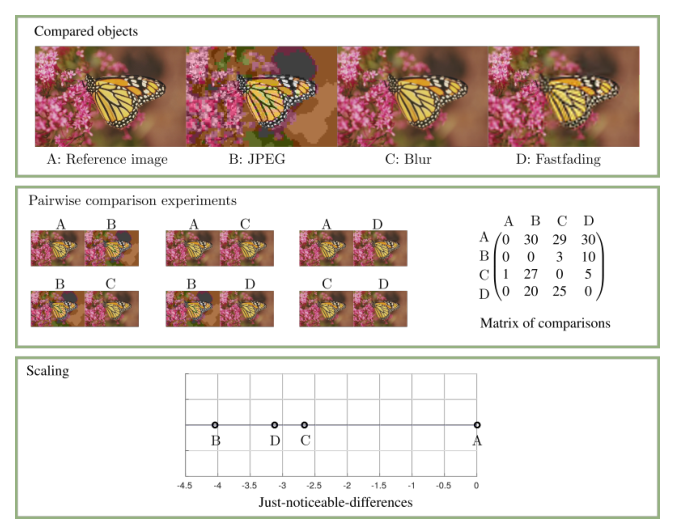 Compared objects
A: Reference image B: JPEG C: Blur D: Fastfading
Pairwise comparison experiments
A B A C A D
B C B D C D
A B C D
A 0 30 29 30
B 0 0 3 10
C 1 27 0 5
D 0 20 25 0
Matrix of comparisons
Scaling
B D C A
-4.5 -4 -3.5 -3 -2.5 -2 -1.5 -1 -0.5 0
Just-noticeable-differences